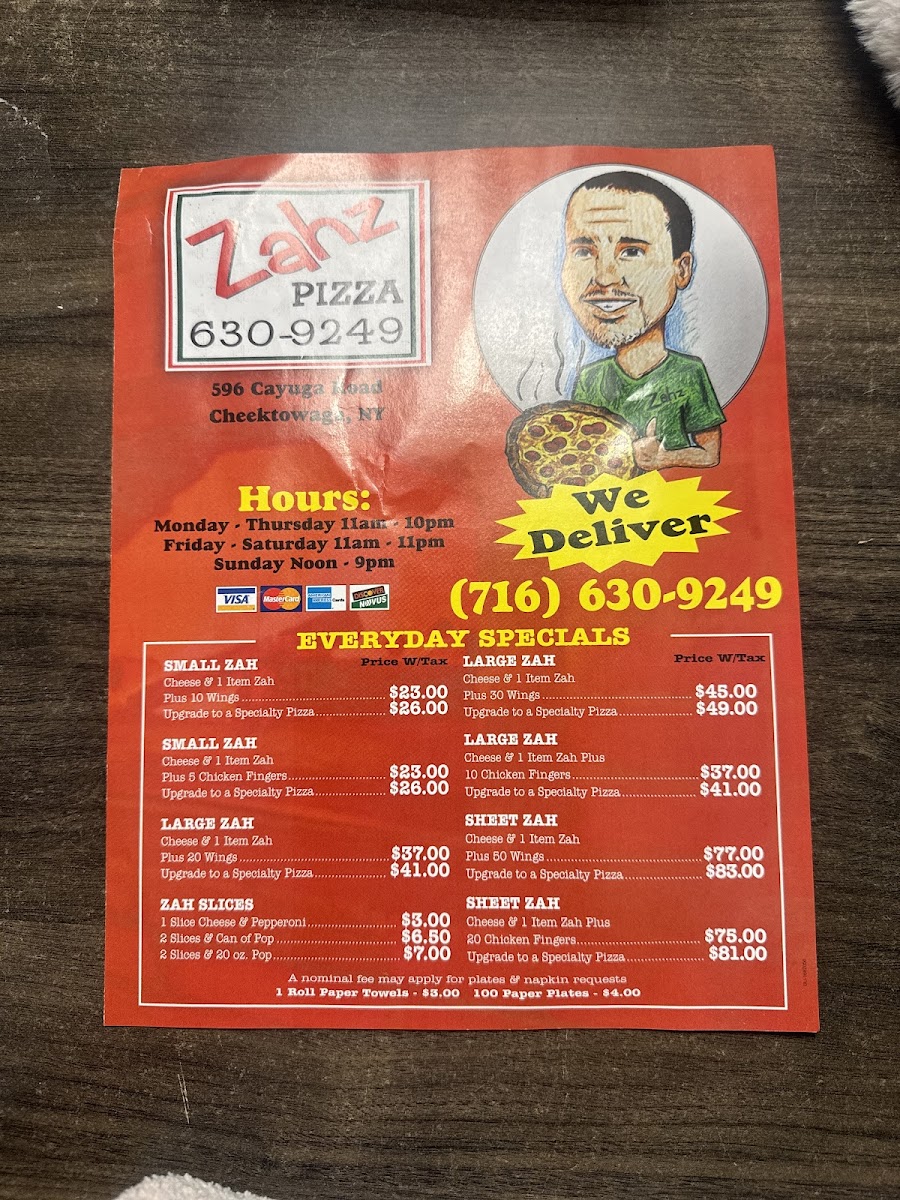 Zahz
PIZZA
630-9249
596 Cayuga Road
Cheektowaga, NY
Zahz
Hours:
Monday - Thursday 11am - 10pm
Friday - Saturday 11am - 11pm
Sunday Noon - 9pm
VISA MasterCard AMERICAN EXPRESS Cards DISCOVER NOVUS
We
Deliver
(716) 630-9249
EVERYDAY SPECIALS
Price W/Tax
SMALL ZAH
Cheese & 1 Item Zah
Plus 10 Wings $23.00
Upgrade to a Specialty Pizza $26.00
SMALL ZAH
Cheese & 1 Item Zah
Plus 5 Chicken Fingers $23.00
Upgrade to a Specialty Pizza $26.00
LARGE ZAH
Cheese & 1 Item Zah
Plus 20 Wings $37.00
Upgrade to a Specialty Pizza $41.00
ZAH SLICES
1 Slice Cheese & Pepperoni $3.00
2 Slices & Can of Pop $6.50
2 Slices & 20 oz. Pop $7.00
Price W/Tax
LARGE ZAH
Cheese & 1 Item Zah
Plus 30 Wings $45.00
Upgrade to a Specialty Pizza $49.00
LARGE ZAH
Cheese & 1 Item Zah Plus
10 Chicken Fingers $37.00
Upgrade to a Specialty Pizza $41.00
SHEET ZAH
Cheese & 1 Item Zah
Plus 50 Wings $77.00
Upgrade to a Specialty Pizza $83.00
SHEET ZAH
Cheese & 1 Item Zah Plus
20 Chicken Fingers $75.00
Upgrade to a Specialty Pizza $81.00
A nominal fee may apply for plates & napkin requests
1 Roll Paper Towels - $3.00 100 Paper Plates - $4.00